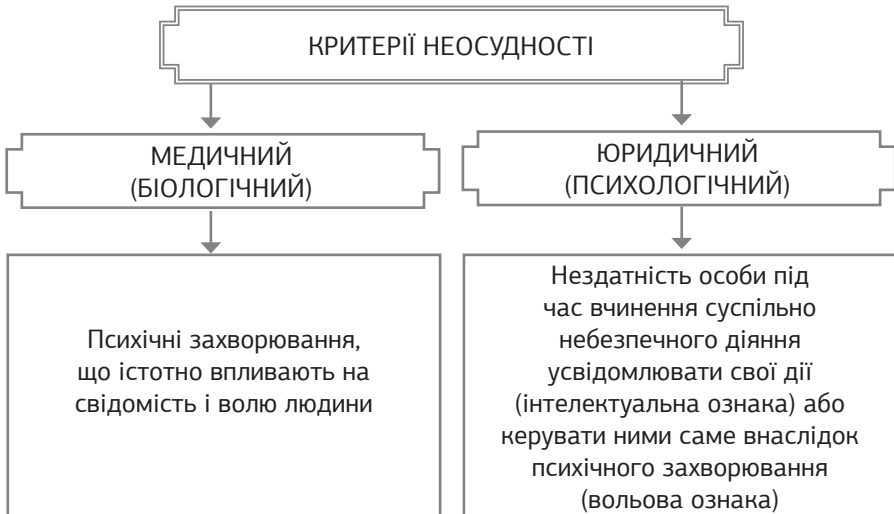 КРИТЕРІЇ НЕОСУДНОСТІ
МЕДИЧНИЙ
(БІОЛОГІЧНИЙ)
ЮРИДИЧНИЙ
(ПСИХОЛОГІЧНИЙ)
Психічні захворювання,
що істотно впливають на
свідомість і волю людини
Нездатність особи під
час вчинення суспільно
небезпечного діяння
усвідомлювати свої дії
(інтелектуальна ознака) або
керувати ними саме внаслідок
психічного захворювання
(вольова ознака)